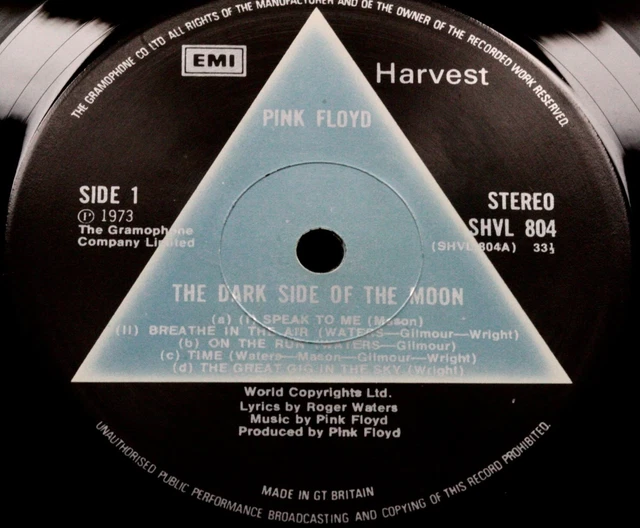 THE GRAMOPHONE CO LTD ALL RIGHTS OF THE MANUFACTURER AND OF THE OWNER OF THE RECORDED WORK RESERVED.
EMI
Harvest
PINK FLOYD
SIDE 1
Ⓟ 1973
The Gramophone
Company Limited
STEREO
SHVL 804
(SHVL 804A) 33⅓
THE DARK SIDE OF THE MOON
(a) (I) SPEAK TO ME (Mason)
(II) BREATHE IN THE AIR (WATERS—Gilmour—Wright)
(b) ON THE RUN (WATERS—Gilmour)
(c) TIME (Waters—Mason—Gilmour—Wright)
(d) THE GREAT GIG IN THE SKY (Wright)
World Copyrights Ltd.
Lyrics by Roger Waters
Music by Pink Floyd
Produced by Pink Floyd
MADE IN GT BRITAIN
UNAUTHORISED PUBLIC PERFORMANCE BROADCASTING AND COPYING OF THIS RECORD PROHIBITED.